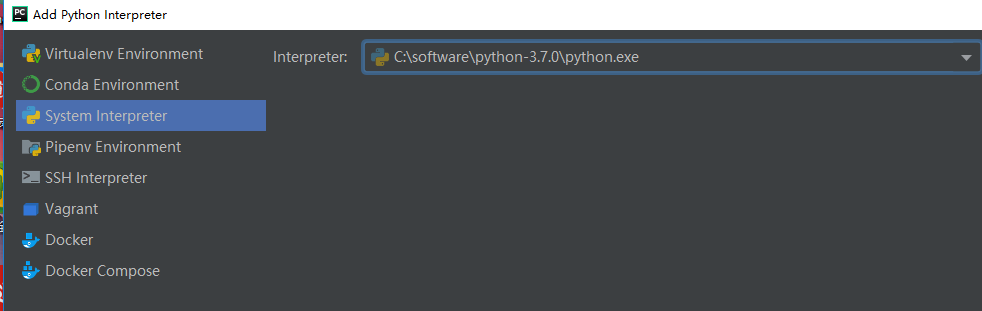 PC Add Python Interpreter
Virtualenv Environment
Interpreter: C:\software\python-3.7.0\python.exe
Conda Environment
System Interpreter
Pipenv Environment
SSH Interpreter
Vagrant
Docker
Docker Compose